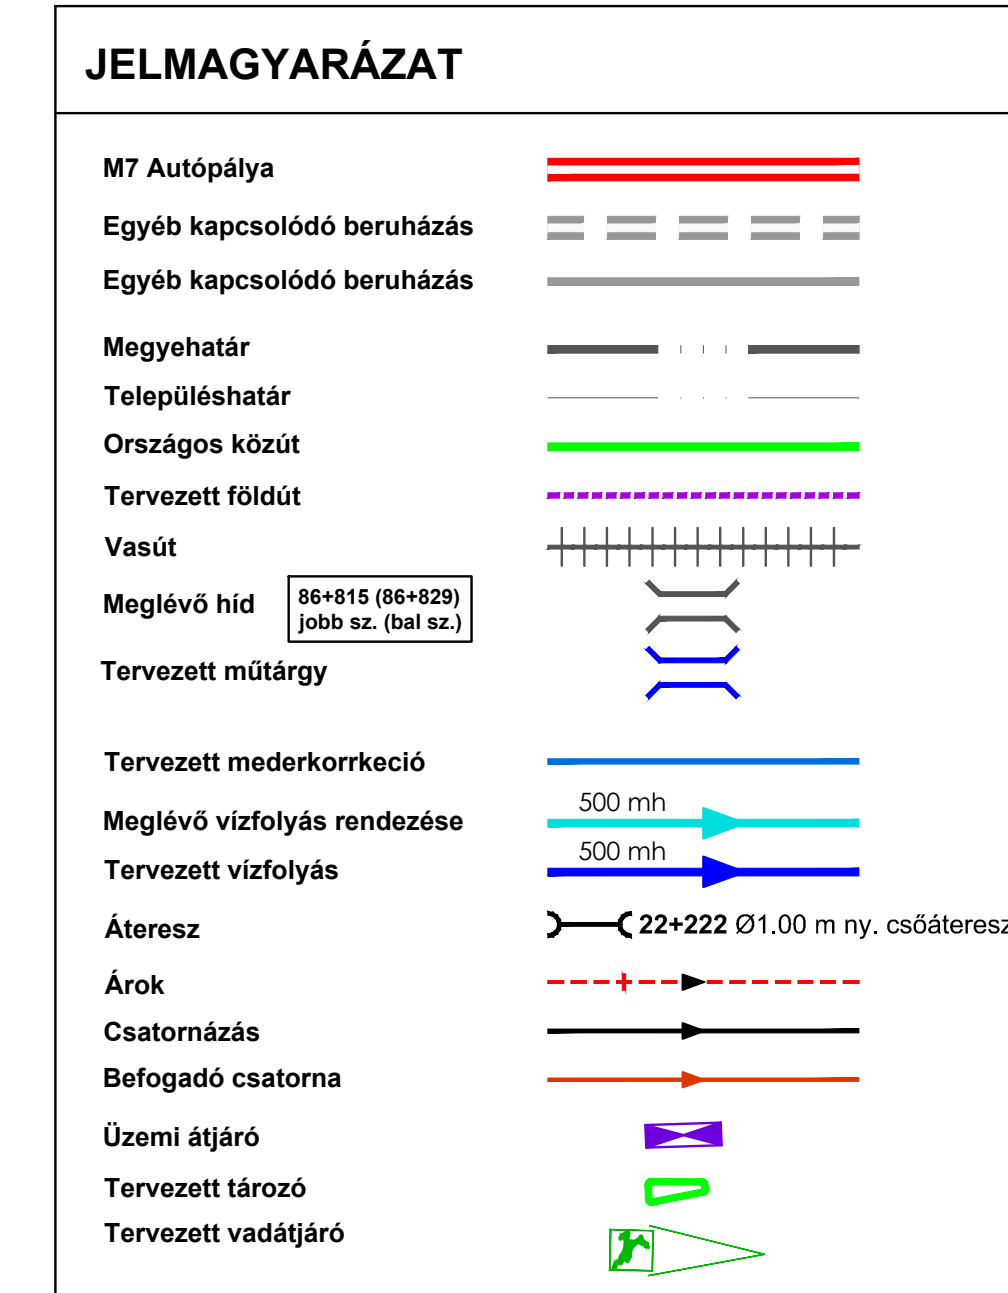 JELMAGYARÁZAT
M7 Autópálya
Egyéb kapcsolódó beruházás
Egyéb kapcsolódó beruházás
Megyehatár
Településhatár
Országos közút
Tervezett földút
Vasút
Meglévő híd
86+815 (86+829)
jobb sz. (bal sz.)
Tervezett műtárgy
Tervezett mederkorrkeció
500 mh
Meglévő vízfolyás rendezése
500 mh
Tervezett vízfolyás
Áteresz 22+222 Ø1.00 m ny. csőáteresz
Árok
Csatornázás
Befogadó csatorna
Üzemi átjáró
Tervezett tározó
Tervezett vadátjáró